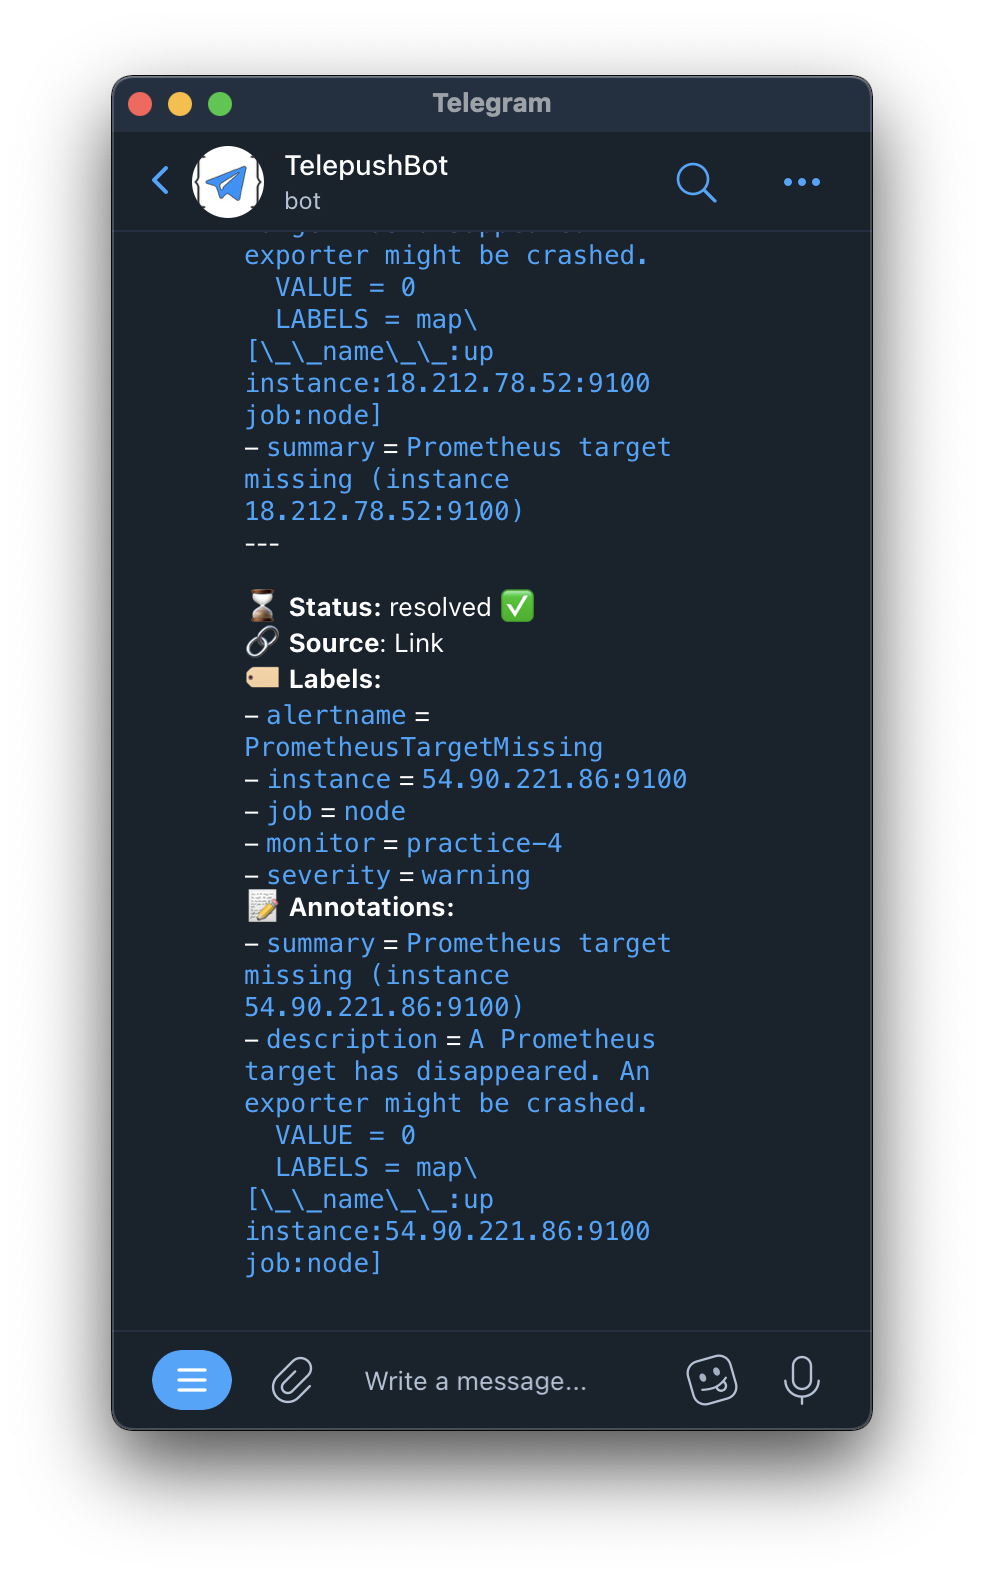 Telegram
TelepushBot
bot
exporter might be crashed.
VALUE = 0
LABELS = map\
[\_\_name\_\_:up
instance:18.212.78.52:9100
job:node]
– summary = Prometheus target
missing (instance
18.212.78.52:9100)
---
⏳ Status: resolved ✅
🔗 Source: Link
🏷️ Labels:
– alertname =
PrometheusTargetMissing
– instance = 54.90.221.86:9100
– job = node
– monitor = practice-4
– severity = warning
📝 Annotations:
– summary = Prometheus target
missing (instance
54.90.221.86:9100)
– description = A Prometheus
target has disappeared. An
exporter might be crashed.
VALUE = 0
LABELS = map\
[\_\_name\_\_:up
instance:54.90.221.86:9100
job:node]
Write a message...